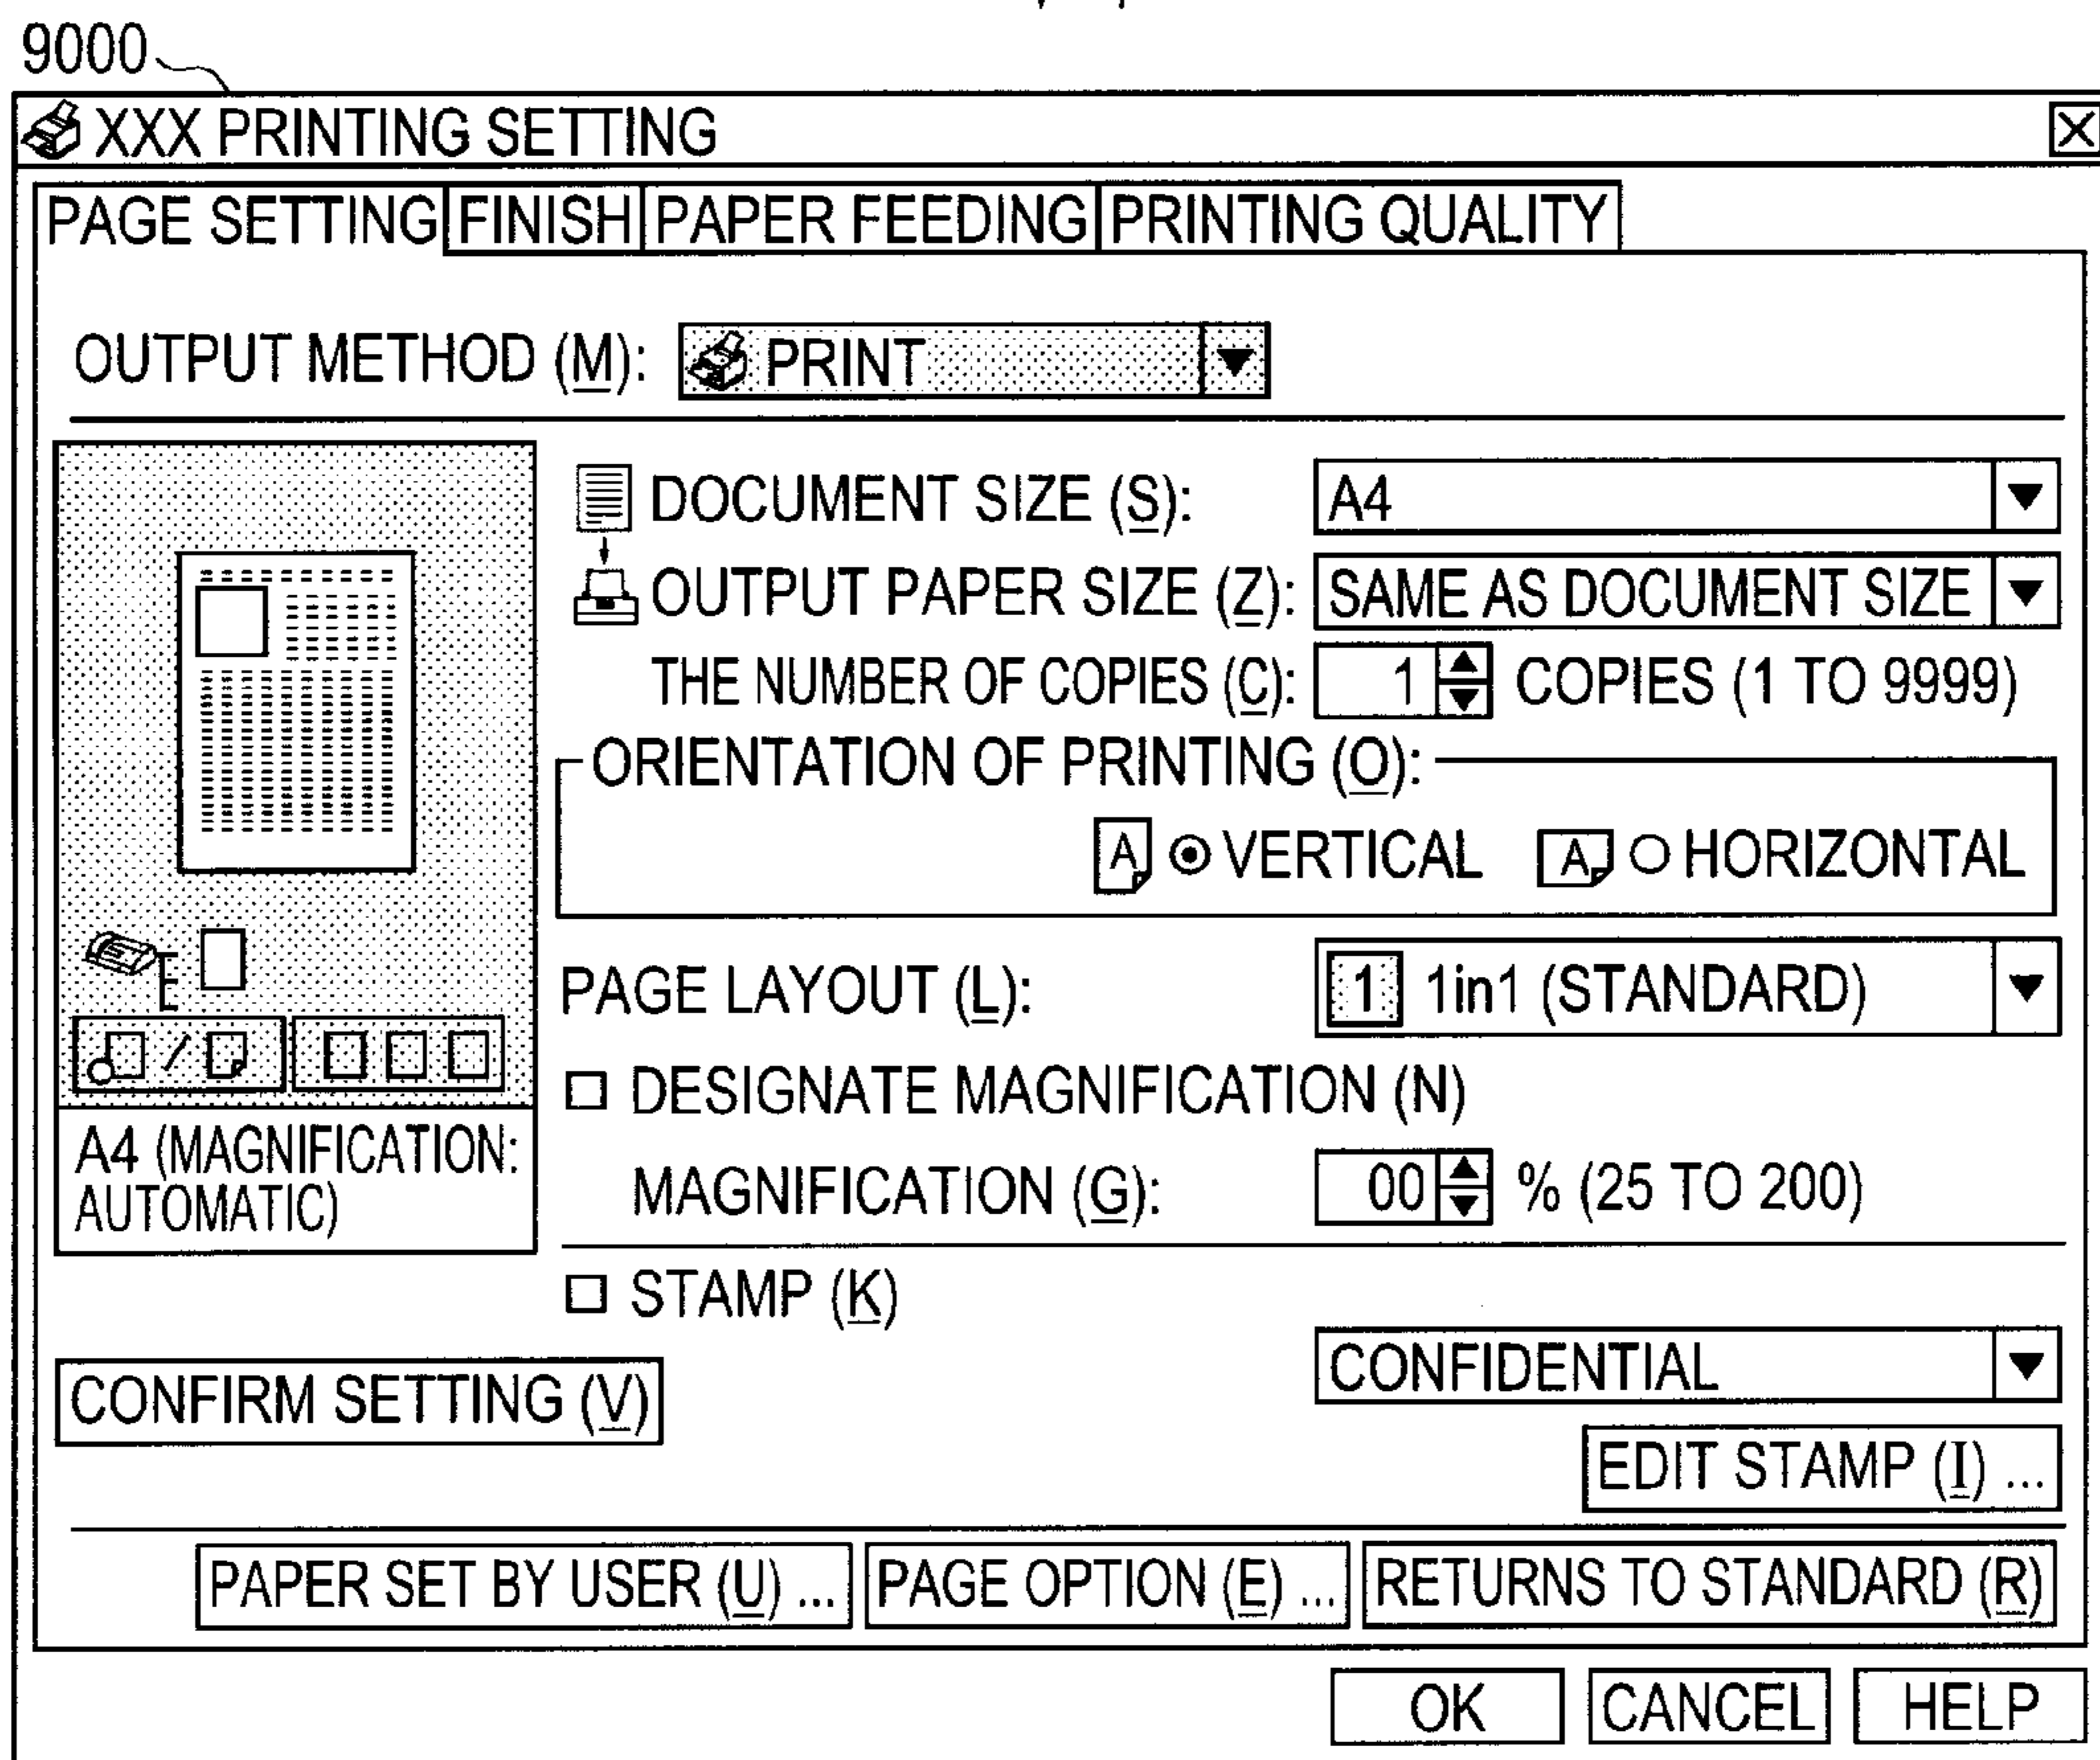 9000
XXX PRINTING SETTING
PAGE SETTING FINISH PAPER FEEDING PRINTING QUALITY
OUTPUT METHOD (M): PRINT
DOCUMENT SIZE (S): A4
OUTPUT PAPER SIZE (Z): SAME AS DOCUMENT SIZE
THE NUMBER OF COPIES (C): 1 COPIES (1 TO 9999)
ORIENTATION OF PRINTING (O):
A VERTICAL A HORIZONTAL
PAGE LAYOUT (L): 1 1in1 (STANDARD)
DESIGNATE MAGNIFICATION (N)
A4 (MAGNIFICATION:
AUTOMATIC)
MAGNIFICATION (G): 00 % (25 TO 200)
STAMP (K)
CONFIDENTIAL
CONFIRM SETTING (V)
EDIT STAMP (I) ...
PAPER SET BY USER (U) ... PAGE OPTION (E) ... RETURNS TO STANDARD (R)
OK CANCEL HELP